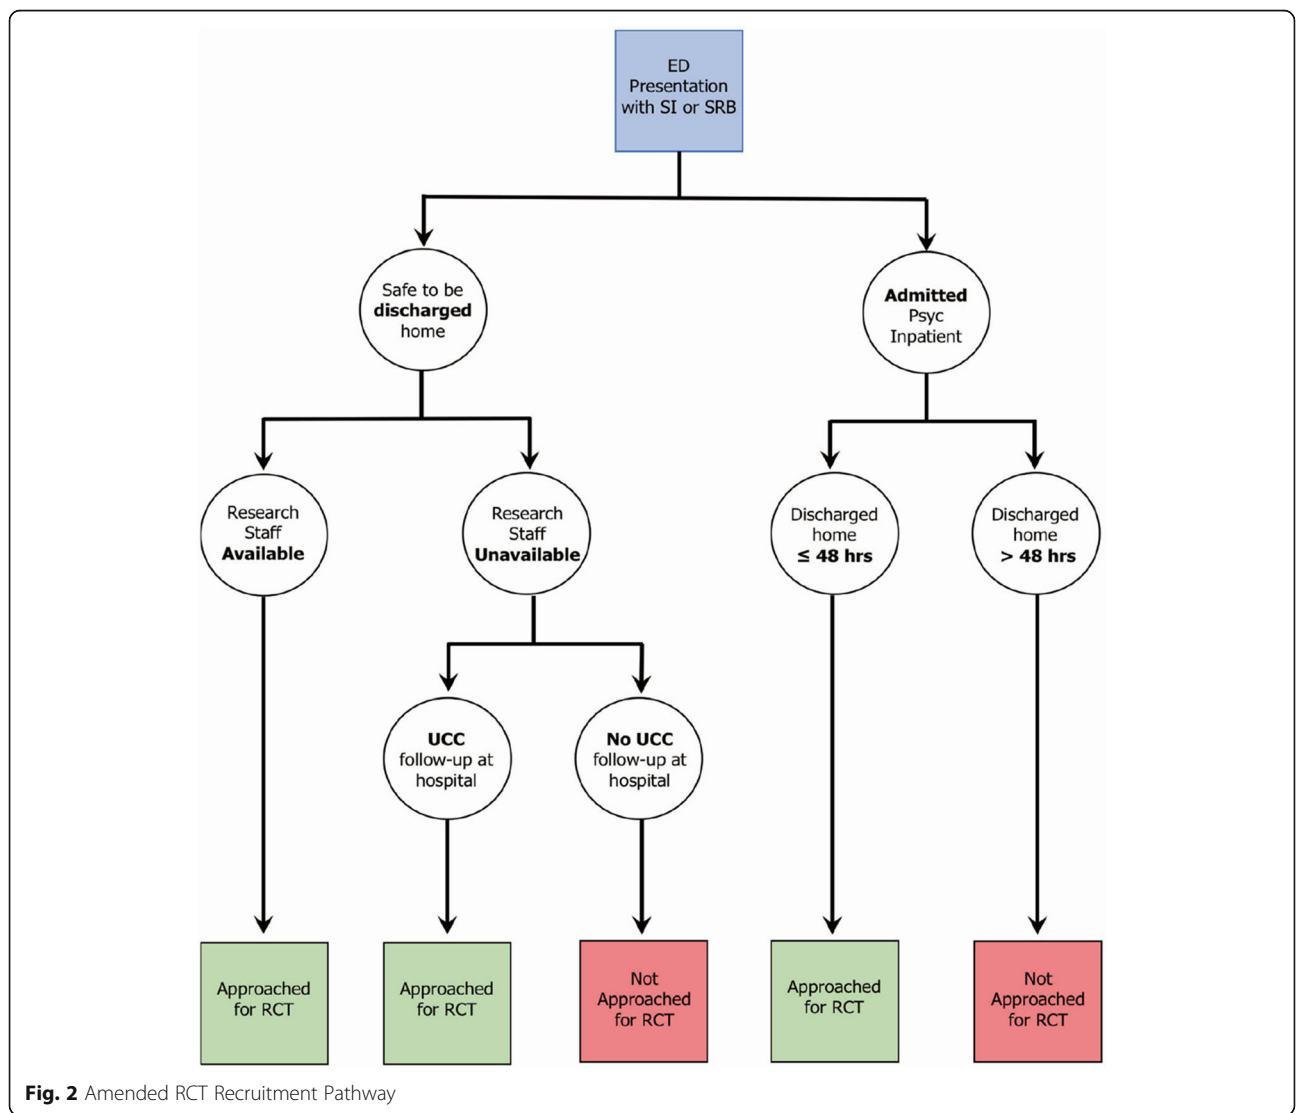 ED
Presentation
with SI or SRB
Safe to be
discharged
home
Admitted
Psyc
Inpatient
Research
Staff
Available
Research
Staff
Unavailable
Discharged
home
≤ 48 hrs
Discharged
home
> 48 hrs
UCC
follow-up at
hospital
No UCC
follow-up at
hospital
Approached
for RCT
Approached
for RCT
Not
Approached
for RCT
Approached
for RCT
Not
Approached
for RCT
Fig. 2 Amended RCT Recruitment Pathway